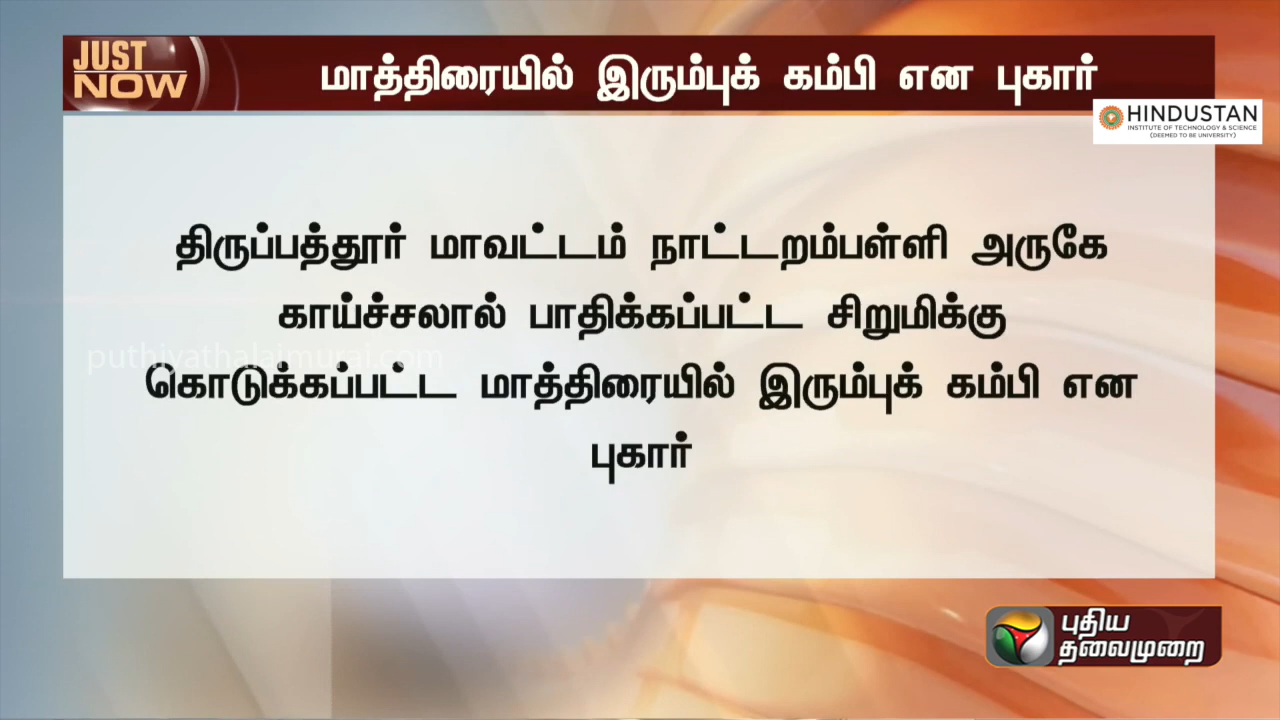 JUST
NOW
மாத்திரையில் இரும்புக் கம்பி என புகார்
HINDUSTAN
INSTITUTE OF TECHNOLOGY & SCIENCE
(DEEMED TO BE UNIVERSITY)
திருப்பத்தூர் மாவட்டம் நாட்டறம்பள்ளி அருகே
காய்ச்சலால் பாதிக்கப்பட்ட சிறுமிக்கு
puthiyathalaimurai.com
கொடுக்கப்பட்ட மாத்திரையில் இரும்புக் கம்பி என
புகார்
புதிய
தலைமுறை